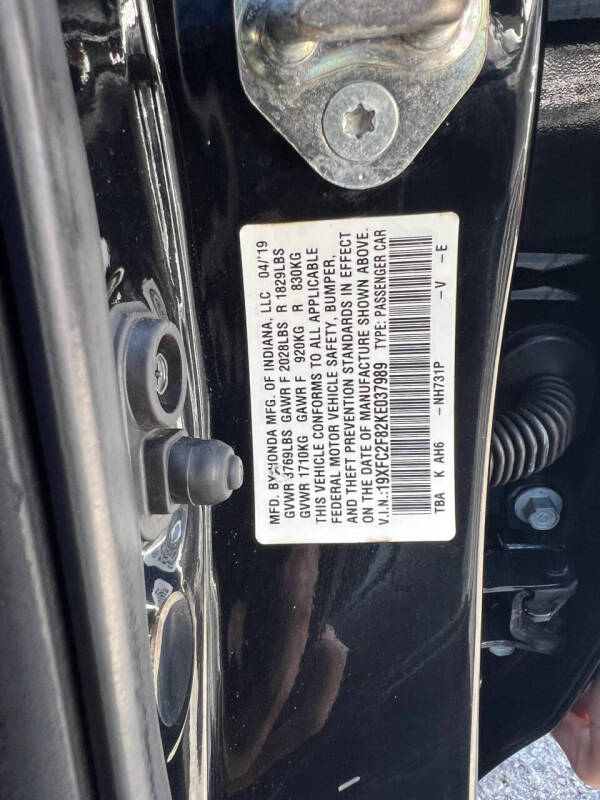 MFD. BY HONDA MFG. OF INDIANA, LLC 04/'19
GVWR 3769LBS GAWR F 2028LBS R 1829LBS
GVWR 1710KG GAWR F 920KG R 830KG
THIS VEHICLE CONFORMS TO ALL APPLICABLE
FEDERAL MOTOR VEHICLE SAFETY, BUMPER,
AND THEFT PREVENTION STANDARDS IN EFFECT
ON THE DATE OF MANUFACTURE SHOWN ABOVE.
V.I.N.:19XFC2F82KE037989 TYPE: PASSENGER CAR
TBA K AH6 -NH731P -V -E